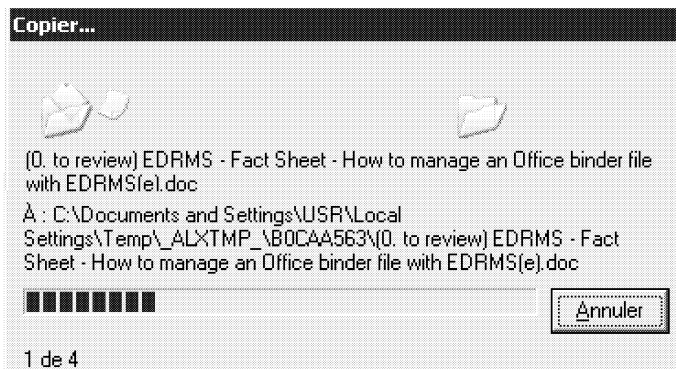 Copier...
(0. to review) EDRMS - Fact Sheet - How to manage an Office binder file
with EDRMS(e).doc
À : C:\Documents and Settings\USR\Local
Settings\Temp\_ALXTMP_\B0CAA563\(0. to review) EDRMS - Fact
Sheet - How to manage an Office binder file with EDRMS(e).doc
Annuler
1 de 4